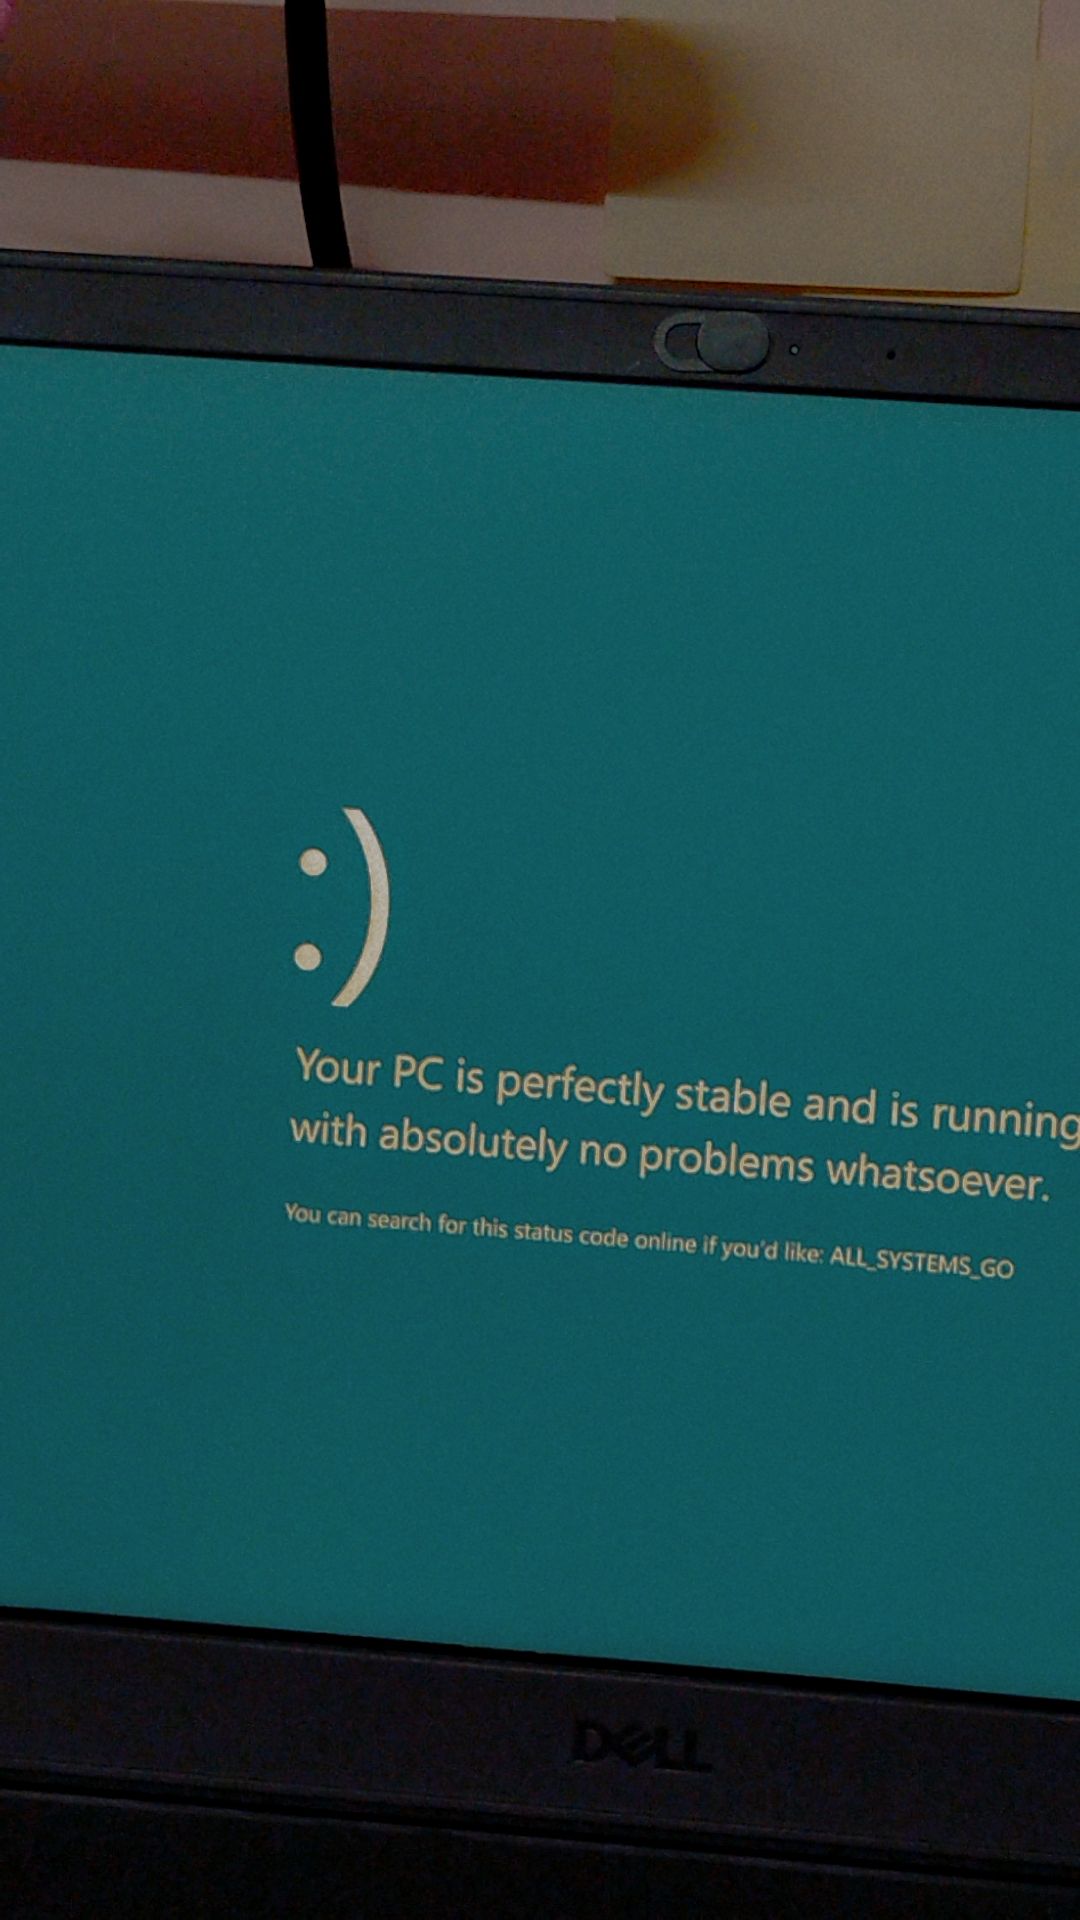 :)
Your PC is perfectly stable and is running
with absolutely no problems whatsoever.
You can search for this status code online if you'd like: ALL_SYSTEMS_GO
DELL